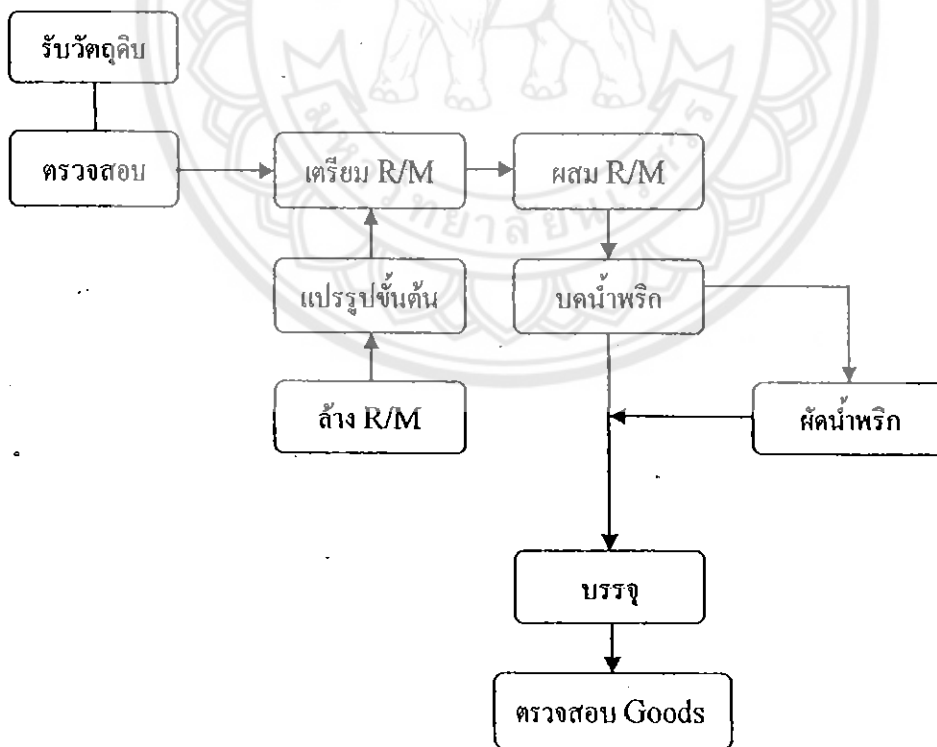 รับวัตถุดิบ
ตรวจสอบ
เตรียม R/M
ผสม R/M
แปรรูปขั้นต้น
บดน้ำพริก
ล้าง R/M
ผัดน้ำพริก
บรรจุ
ตรวจสอบ Goods